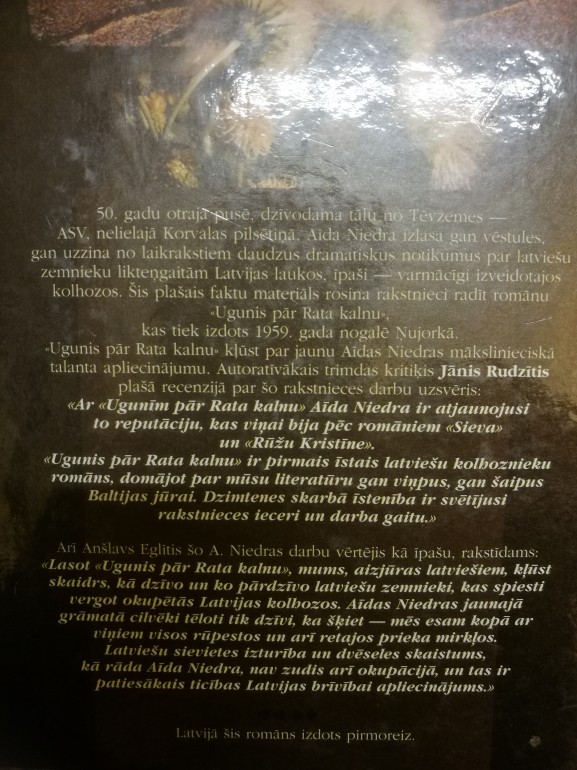 50. gadu otrajā pusē, dzīvodama tālu no Tēvzemes —
ASV, nelielajā Korvalas pilsētiņā, Aīda Niedra izlasa gan vēstules,
gan uzzina no laikrakstiem daudzus dramatiskus notikumus par latviešu
zemnieku likteņgaitām Latvijas laukos, īpaši — varmācīgi izveidotajos
kolhozos. Šis plašais faktu materiāls rosina rakstnieci radīt romānu
«Ugunis pār Rata kalnu»,
kas tiek izdots 1959. gada nogalē Ņujorkā.
«Ugunis pār Rata kalnu» kļūst par jaunu Aīdas Niedras mākslinieciskā
talanta apliecinājumu. Autoratīvākais trimdas kritiķis Jānis Rudzītis
plašā recenzijā par šo rakstnieces darbu uzsvēris:
«Ar «Ugunīm pār Rata kalnu» Aīda Niedra ir atjaunojusi
to reputāciju, kas viņai bija pēc romāniem «Sieva»
un «Rūžu Kristīne».
«Ugunis pār Rata kalnu» ir pirmais īstais latviešu kolhoznieku
romāns, domājot par mūsu literatūru gan viņpus, gan šaipus
Baltijas jūrai. Dzimtenes skarbā īstenība ir svētījusi
rakstnieces ieceri un darba gaitu.»
Arī Anšlavs Eglītis šo A. Niedras darbu vērtējis kā īpašu, rakstīdams:
«Lasot «Ugunis pār Rata kalnu», mums, aizjūras latviešiem, kļūst
skaidrs, kā dzīvo un ko pārdzīvo latviešu zemnieki, kas spiesti
vergot okupētās Latvijas kolhozos. Aīdas Niedras jaunajā
grāmatā cilvēki tēloti tik dzīvi, ka šķiet — mēs esam kopā ar
viņiem visos rūpestos un arī retajos prieka mirkļos.
Latviešu sievietes izturība un dvēseles skaistums,
kā rāda Aīda Niedra, nav zudis arī okupācijā, un tas ir
patiesākais ticības Latvijas brīvībai apliecinājums.»
Latvijā šis romāns izdots pirmoreiz.